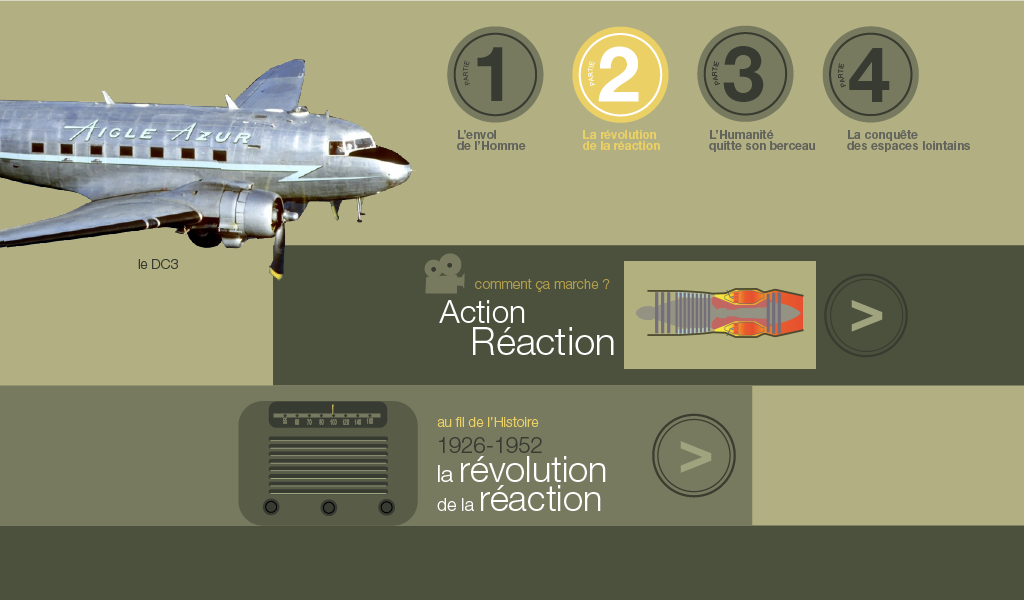 PARTIE
1
L'envol
de l'Homme
PARTIE
2
La révolution
de la réaction
PARTIE
3
L'Humanité
quitte son berceau
PARTIE
4
La conquête
des espaces lointains
AIGLE AZUR
le DC3
comment ça marche ?
Action
Réaction
>
55 60 70 80 100 120 140 160
au fil de l'Histoire
1926-1952
la révolution
de la réaction
>